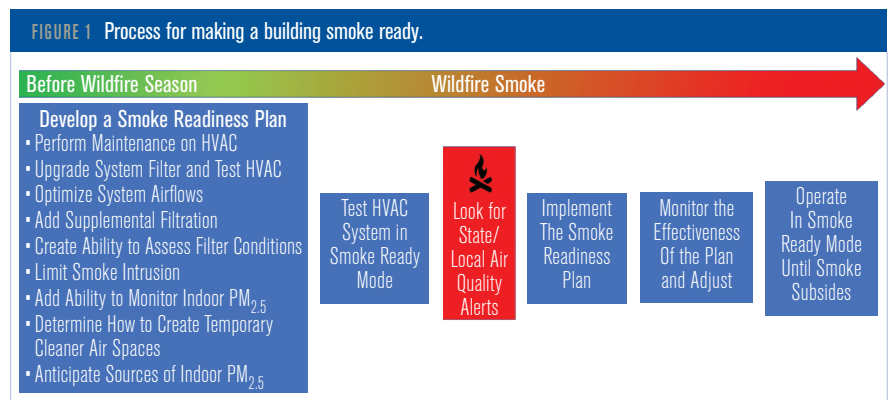 FIGURE 1 Process for making a building smoke ready.
Before Wildfire Season
Wildfire Smoke
Develop a Smoke Readiness Plan
• Perform Maintenance on HVAC
• Upgrade System Filter and Test HVAC
• Optimize System Airflows
• Add Supplemental Filtration
• Create Ability to Assess Filter Conditions
• Limit Smoke Intrusion
• Add Ability to Monitor Indoor PM2.5
• Determine How to Create Temporary
Cleaner Air Spaces
• Anticipate Sources of Indoor PM2.5
Test HVAC
System in
Smoke Ready
Mode
Look for
State/
Local Air
Quality
Alerts
Implement
The Smoke
Readiness
Plan
Monitor the
Effectiveness
Of the Plan
and Adjust
Operate
In Smoke
Ready Mode
Until Smoke
Subsides